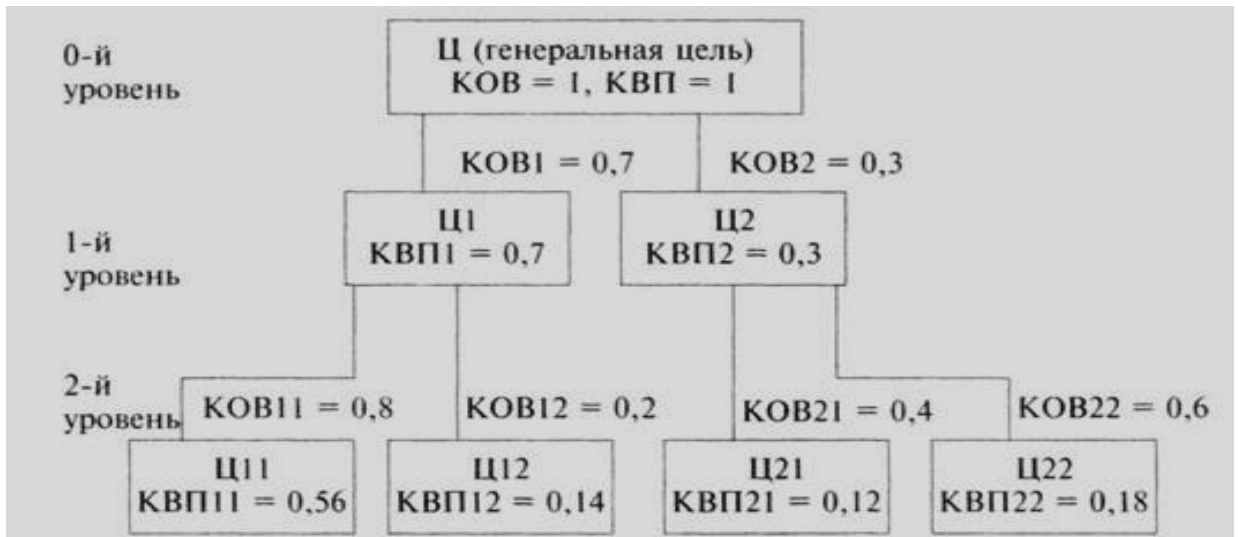 0-й
уровень
Ц (генеральная цель)
КОВ = 1, КВП = 1
КОВ1 = 0,7
КОВ2 = 0,3
1-й
уровень
Ц1
КВП1 = 0,7
Ц2
КВП2 = 0,3
2-й
уровень
КОВ11 = 0,8
КОВ12 = 0,2
КОВ21 = 0,4
КОВ22 = 0,6
Ц11
КВП11 = 0,56
Ц12
КВП12 = 0,14
Ц21
КВП21 = 0,12
Ц22
КВП22 = 0,18